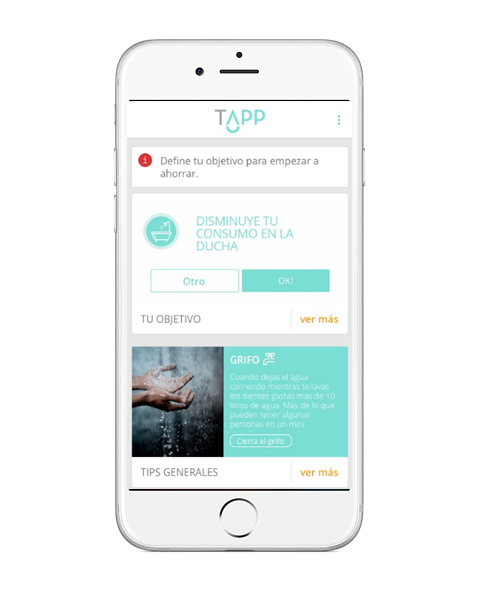 TAPP
i
Define tu objetivo para empezar a
ahorrar.
DISMINUYE TU
CONSUMO EN LA
DUCHA
Otro
OK!
TU OBJETIVO
ver más
GRIFO
Cuando dejas el agua
corriendo mientras te lavas
los dientes gastas mas de 10
litros de agua. Más de lo que
pueden tener algunas
personas en un mes
Cierra el grifo
TIPS GENERALES
ver más